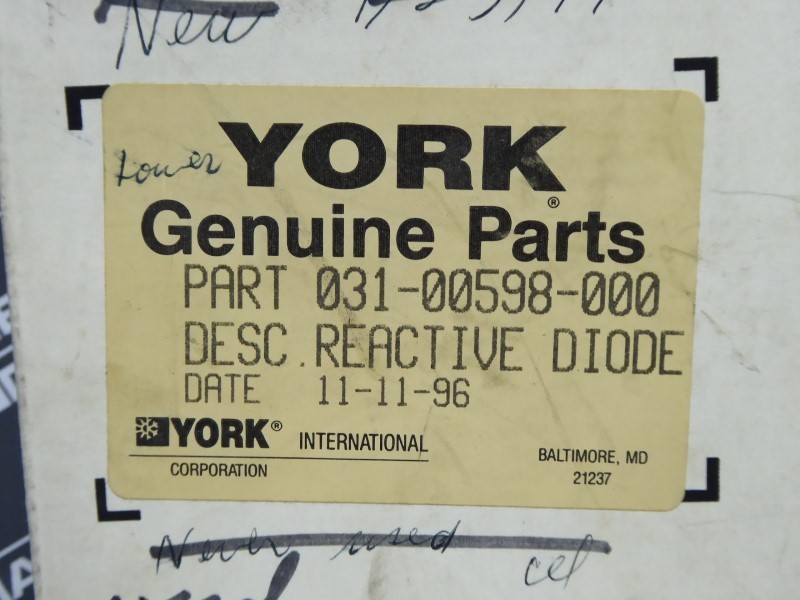 New
Lower
YORK®
Genuine Parts
PART 031-00598-000
DESC. REACTIVE DIODE
DATE 11-11-96
YORK® INTERNATIONAL
CORPORATION
BALTIMORE, MD
21237
Never used